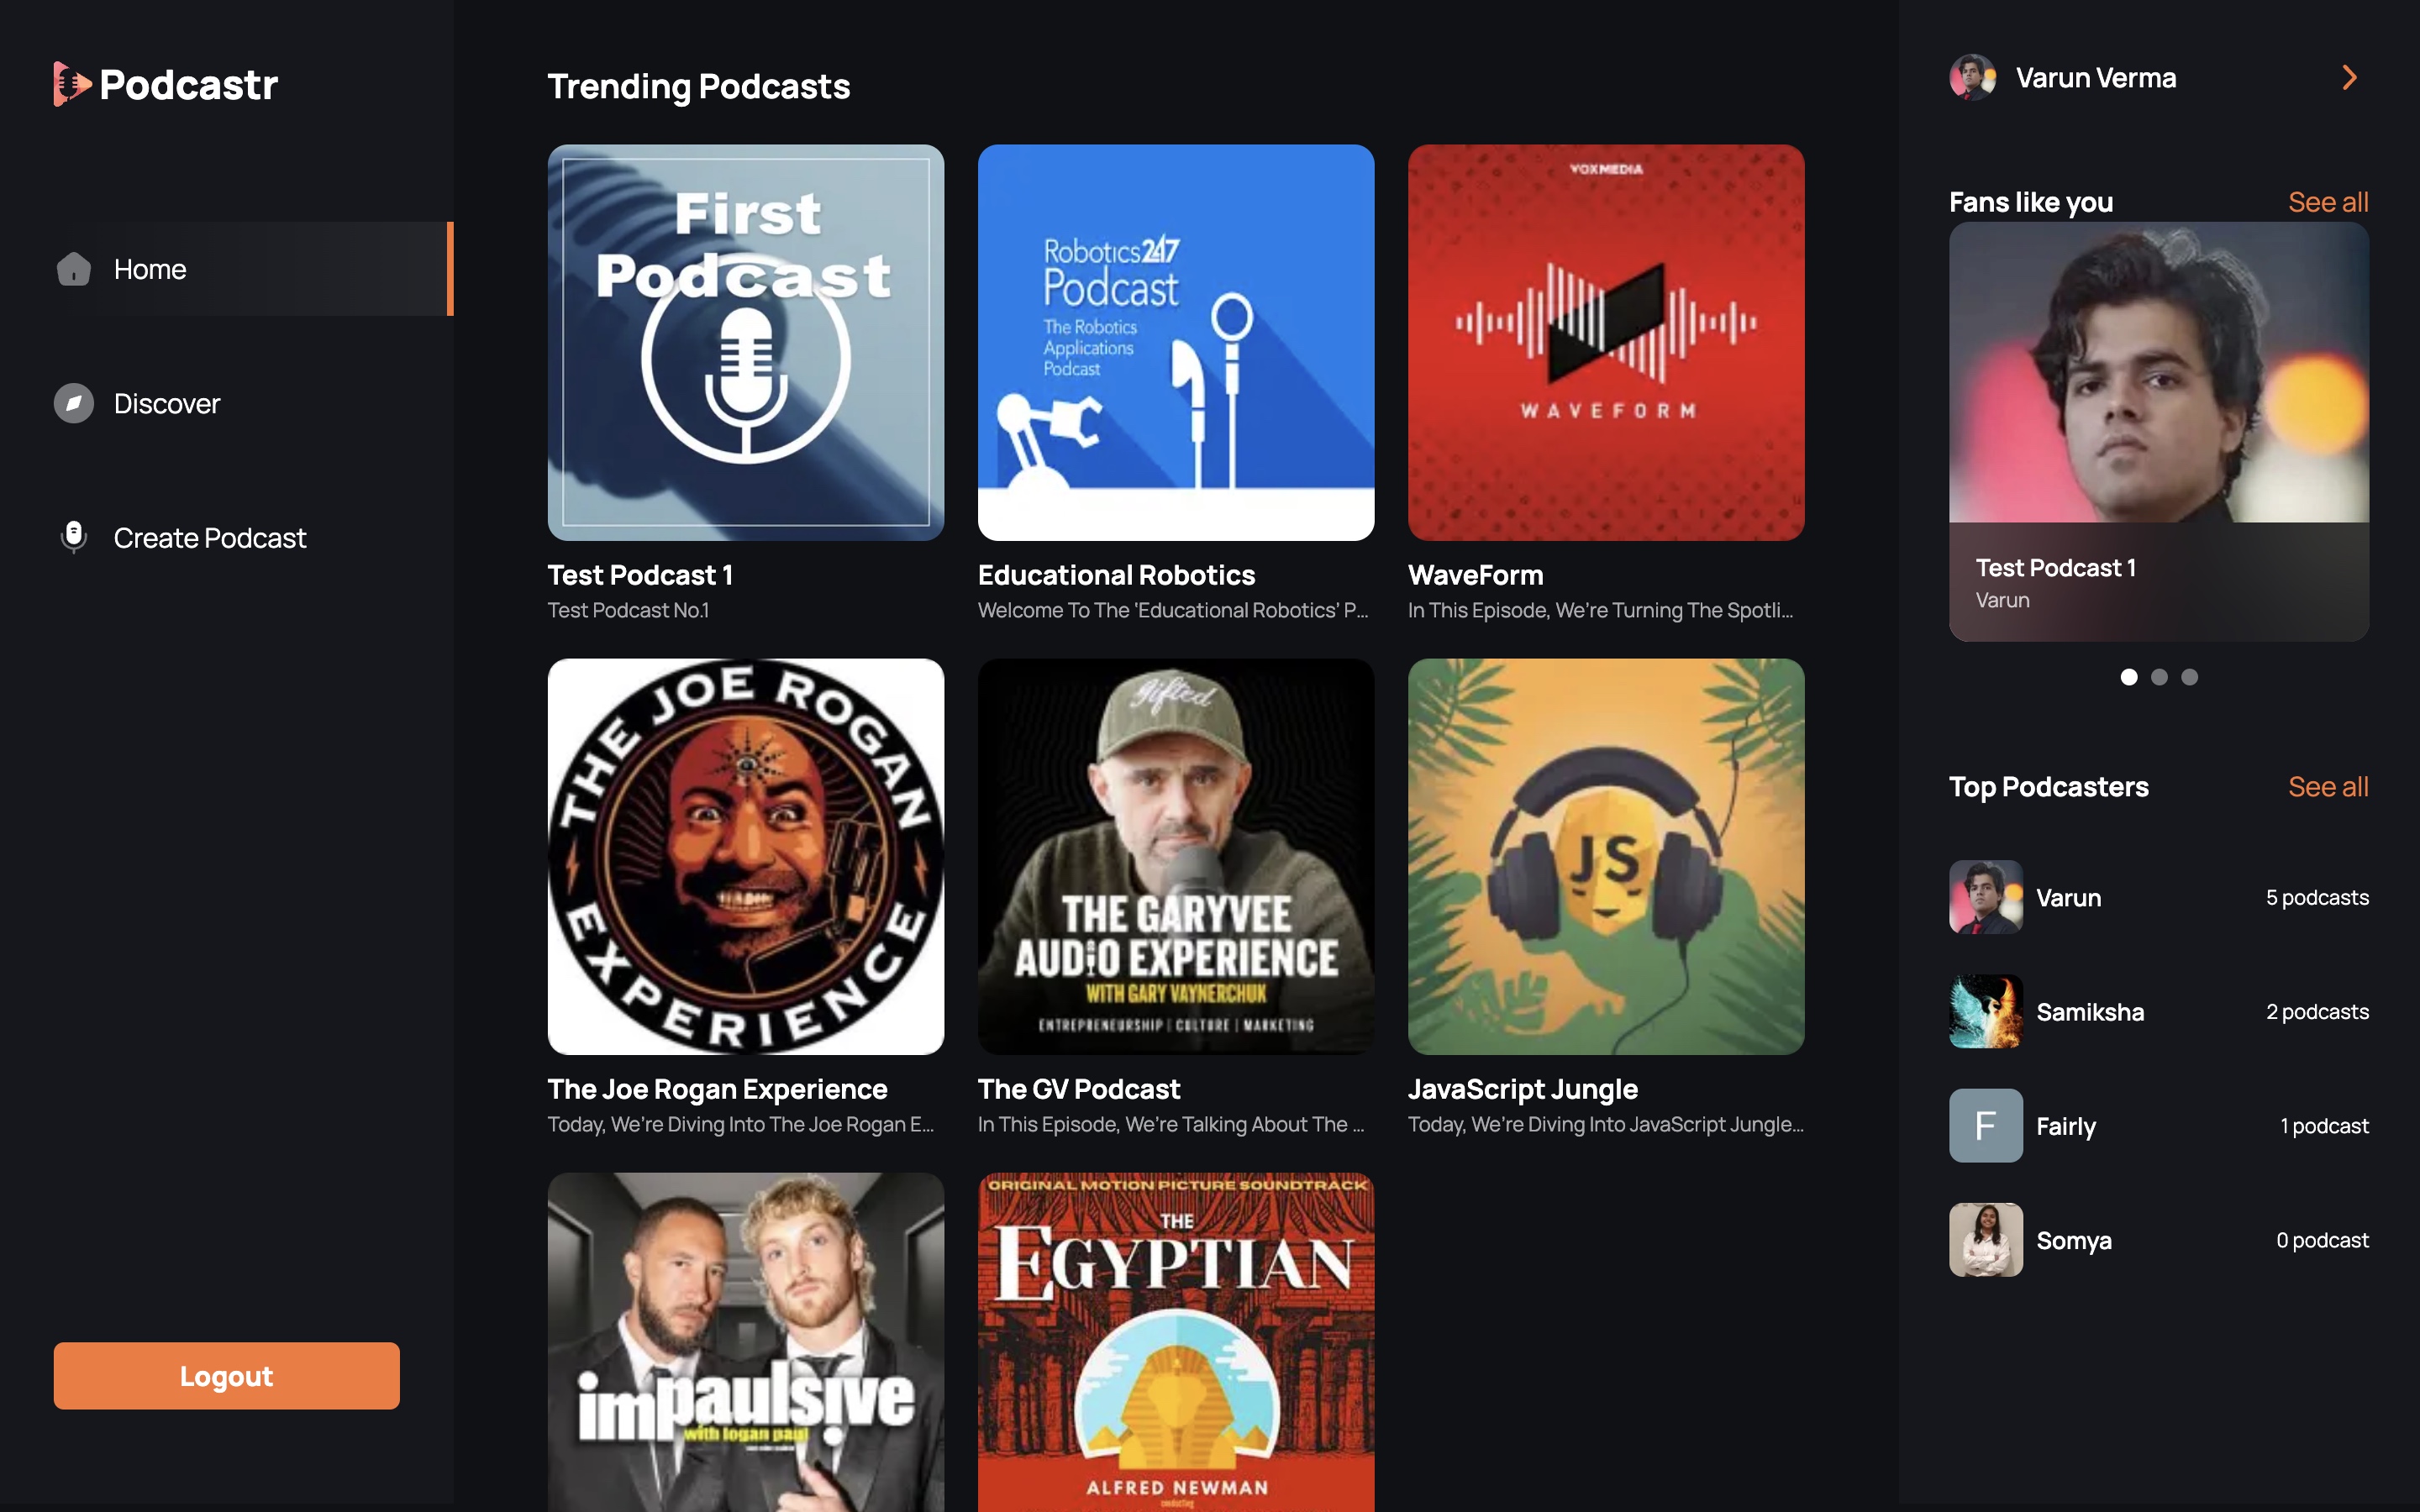 Podcastr
Home
Discover
Create Podcast
Logout
Trending Podcasts
First
Podcast
Robotics247
Podcast
The Robotics
Applications
Podcast
VOXMEDIA
WAVEFORM
Test Podcast 1
Test Podcast No.1
Educational Robotics
Welcome To The ‘Educational Robotics’ P...
WaveForm
In This Episode, We're Turning The Spotli...
THE JOE ROGAN
EXPERIENCE
Gifted
THE GARYVEE
AUDIO EXPERIENCE
WITH GARY VAYNERCHUK
ENTREPRENEURSHIP | CULTURE | MARKETING
JS
The Joe Rogan Experience
Today, We're Diving Into The Joe Rogan E...
The GV Podcast
In This Episode, We're Talking About The ...
JavaScript Jungle
Today, We're Diving Into JavaScript Jungle...
impaulsive
with logan paul
ORIGINAL MOTION PICTURE SOUNDTRACK
THE
EGYPTIAN
ALFRED NEWMAN
conducting
Varun Verma
Fans like you
See all
Test Podcast 1
Varun
Top Podcasters
See all
Varun
5 podcasts
Samiksha
2 podcasts
F
Fairly
1 podcast
Somya
0 podcast